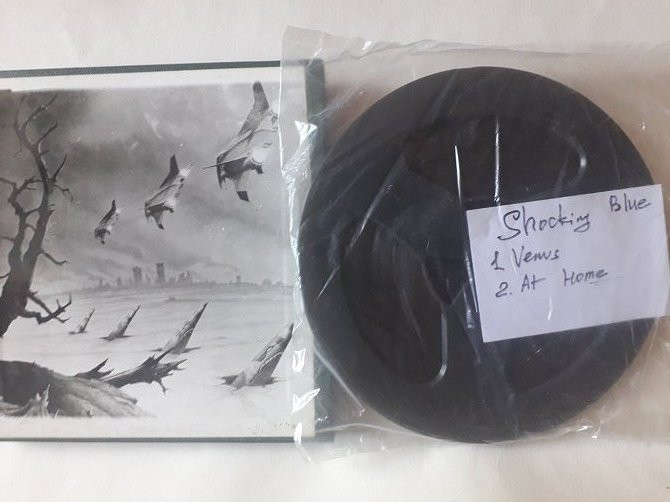 Shocking Blue
1 Venus
2. At Home